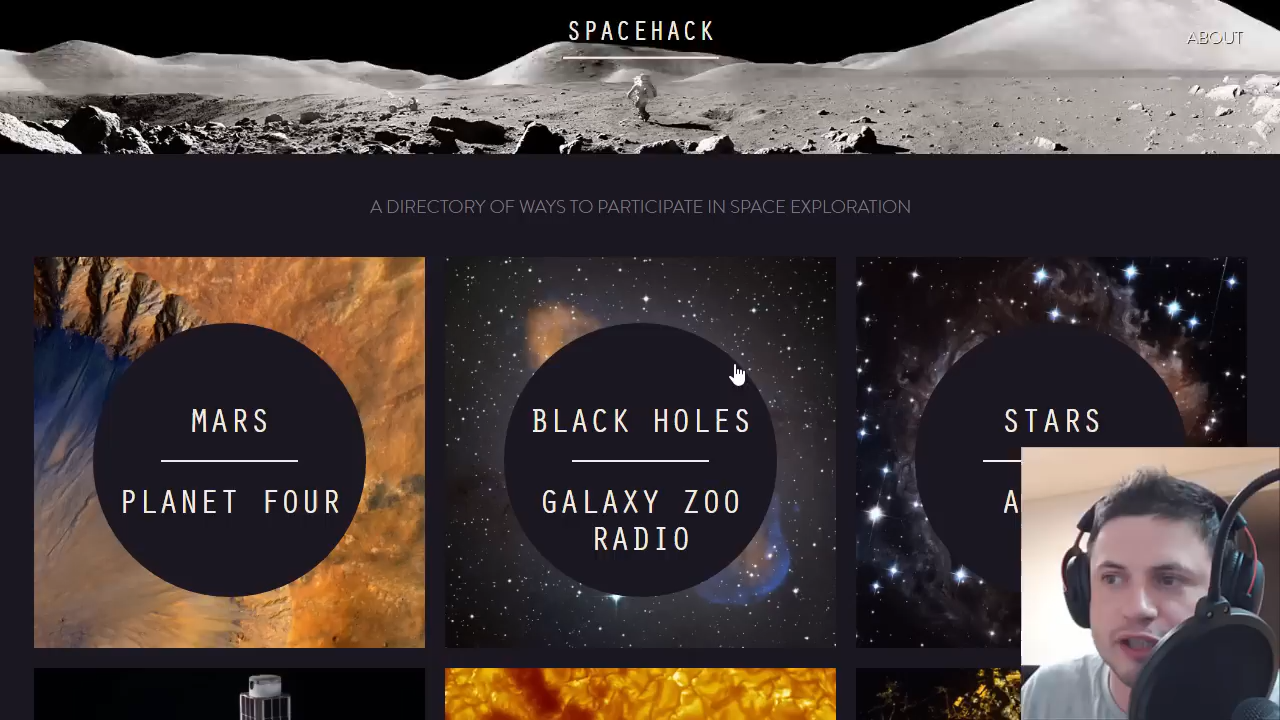 SPACEHACK
ABOUT
A DIRECTORY OF WAYS TO PARTICIPATE IN SPACE EXPLORATION
MARS
PLANET FOUR
BLACK HOLES
GALAXY ZOO
RADIO
STARS